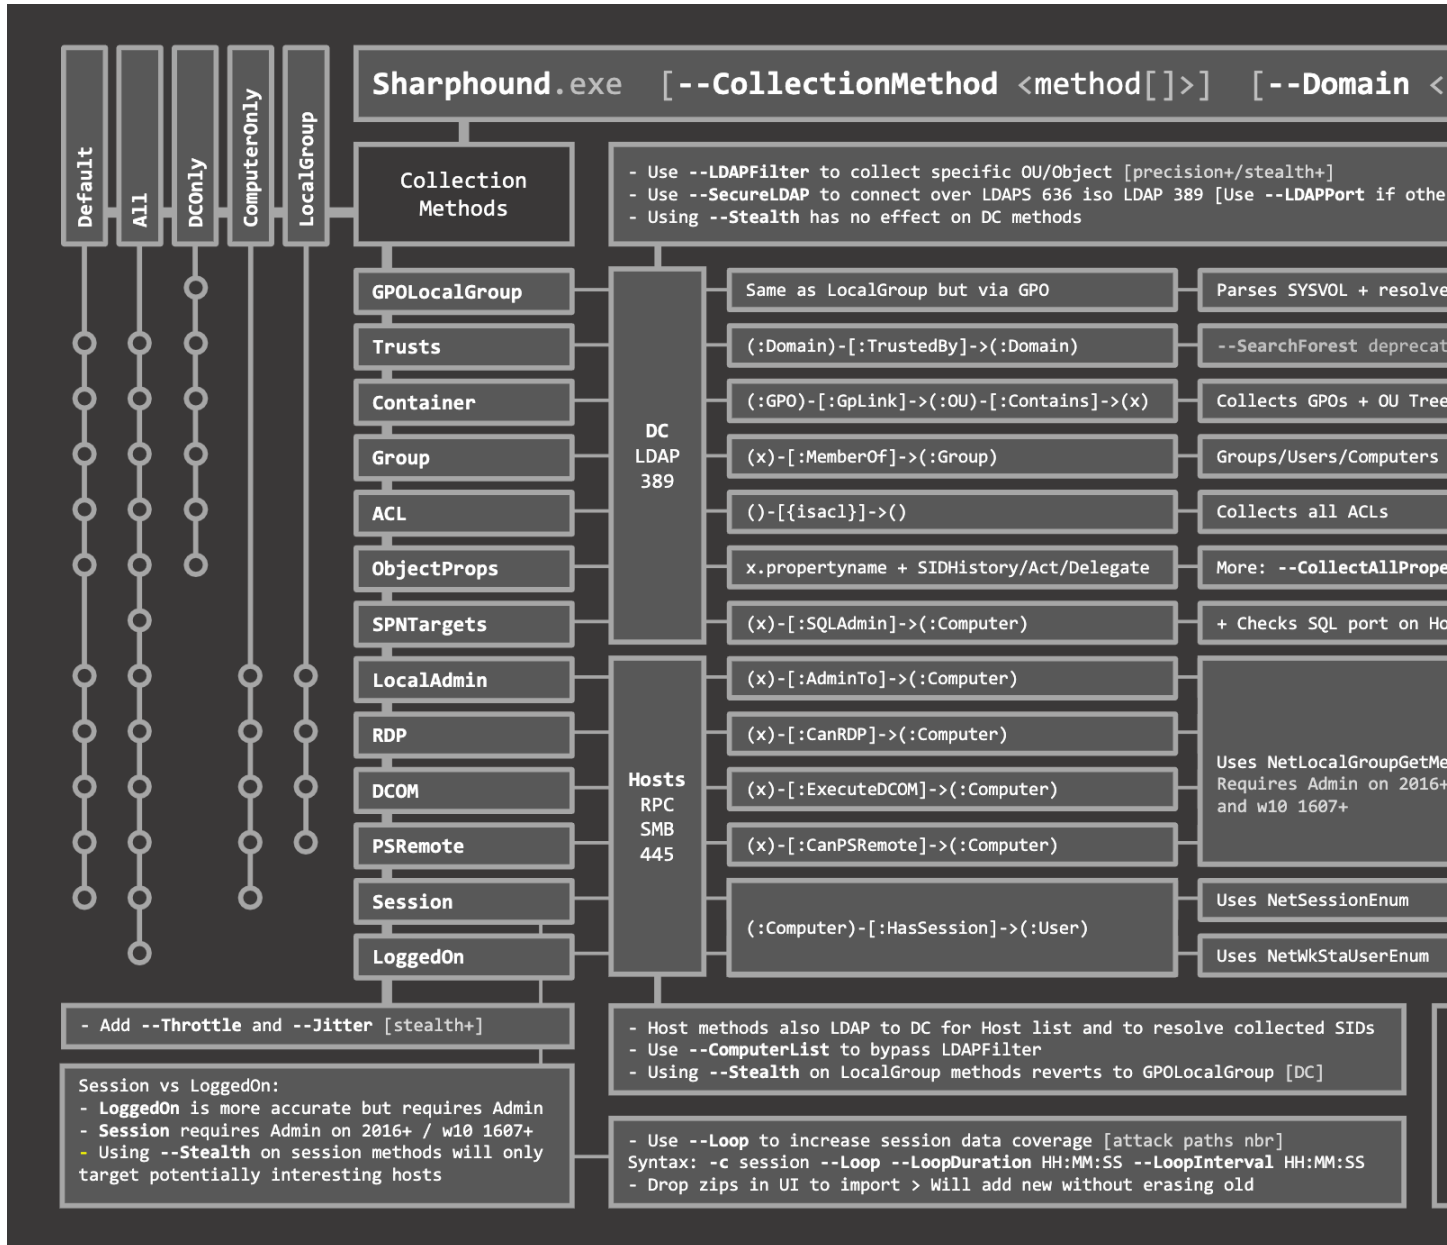 Default
All
DCOnly
ComputerOnly
LocalGroup
Sharphound.exe [--CollectionMethod <method[]>] [--Domain <
Collection
Methods
- Use --LDAPFilter to collect specific OU/Object [precision+/stealth+]
- Use --SecureLDAP to connect over LDAPS 636 iso LDAP 389 [Use --LDAPPort if othe
- Using --Stealth has no effect on DC methods
GPOLocalGroup
Trusts
Container
Group
ACL
ObjectProps
SPNTargets
LocalAdmin
RDP
DCOM
PSRemote
Session
LoggedOn
DC
LDAP
389
Hosts
RPC
SMB
445
Same as LocalGroup but via GPO
(:Domain)-[:TrustedBy]->(:Domain)
(:GPO)-[:GpLink]->(:OU)-[:Contains]->(x)
(x)-[:MemberOf]->(:Group)
()-[{isacl}]->()
x.propertyname + SIDHistory/Act/Delegate
(x)-[:SQLAdmin]->(:Computer)
(x)-[:AdminTo]->(:Computer)
(x)-[:CanRDP]->(:Computer)
(x)-[:ExecuteDCOM]->(:Computer)
(x)-[:CanPSRemote]->(:Computer)
(:Computer)-[:HasSession]->(:User)
Parses SYSVOL + resolve
--SearchForest deprecat
Collects GPOs + OU Tree
Groups/Users/Computers
Collects all ACLs
More: --CollectAllPrope
+ Checks SQL port on Ho
Uses NetLocalGroupGetMe
Requires Admin on 2016+
and w10 1607+
Uses NetSessionEnum
Uses NetWkStaUserEnum
- Add --Throttle and --Jitter [stealth+]
Session vs LoggedOn:
- LoggedOn is more accurate but requires Admin
- Session requires Admin on 2016+ / w10 1607+
- Using --Stealth on session methods will only
target potentially interesting hosts
- Host methods also LDAP to DC for Host list and to resolve collected SIDs
- Use --ComputerList to bypass LDAPFilter
- Using --Stealth on LocalGroup methods reverts to GPOLocalGroup [DC]
- Use --Loop to increase session data coverage [attack paths nbr]
Syntax: -c session --Loop --LoopDuration HH:MM:SS --LoopInterval HH:MM:SS
- Drop zips in UI to import > Will add new without erasing old